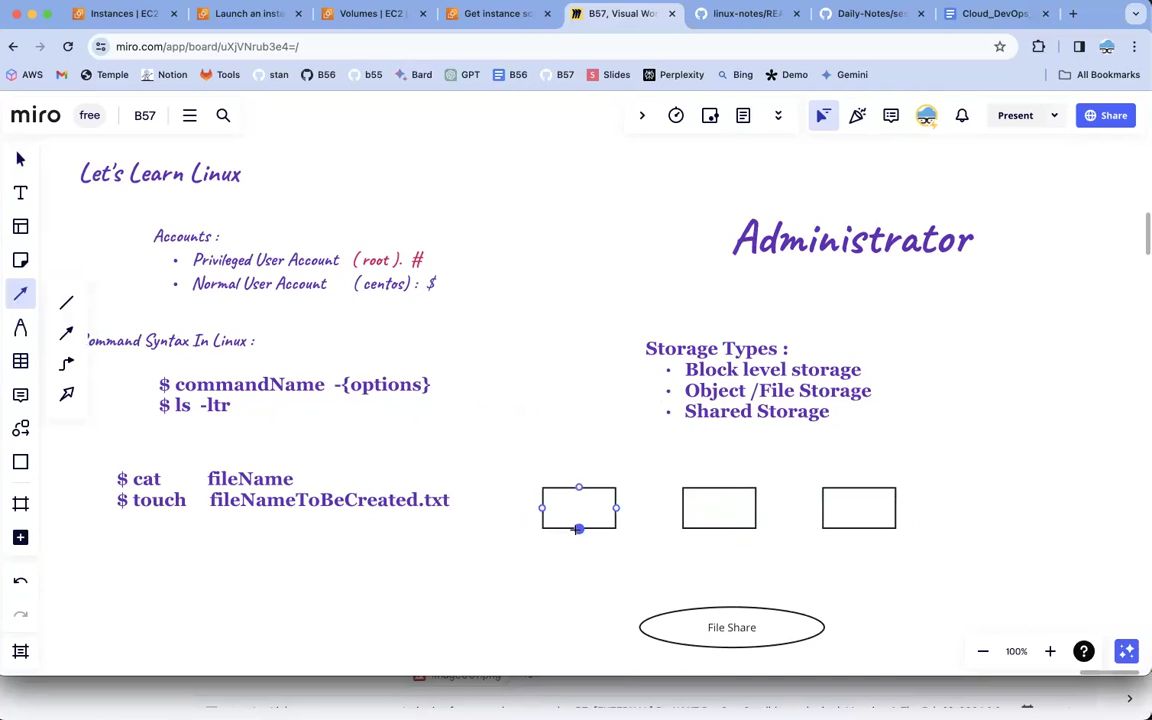 Instances | EC2
Launch an insta
Volumes | EC2 |
Get instance sc
B57, Visual Wo
linux-notes/REA
Daily-Notes/ses
Cloud_DevOps_
miro.com/app/board/uXjVNrub3e4=/
AWS
Temple
Notion
Tools
stan
B56
b55
Bard
GPT
B56
B57
Slides
Perplexity
Bing
Demo
Gemini
All Bookmarks
miro
free
B57
Present
Share
Let's Learn Linux
Administrator
Accounts :
• Privileged User Account ( root ). #
• Normal User Account ( centos) : $
ommand Syntax In Linux :
$ commandName -{options}
$ ls -ltr
Storage Types :
• Block level storage
• Object /File Storage
• Shared Storage
$ cat fileName
$ touch fileNameToBeCreated.txt
File Share
100%